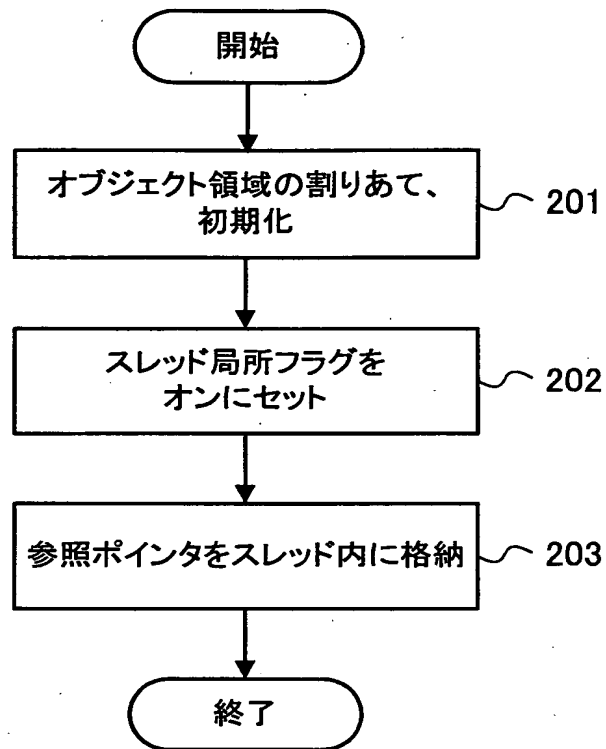 開始
オブジェクト領域の割りあて、
初期化
201
スレッド局所フラグを
オンにセット
202
参照ポインタをスレッド内に格納
203
終了